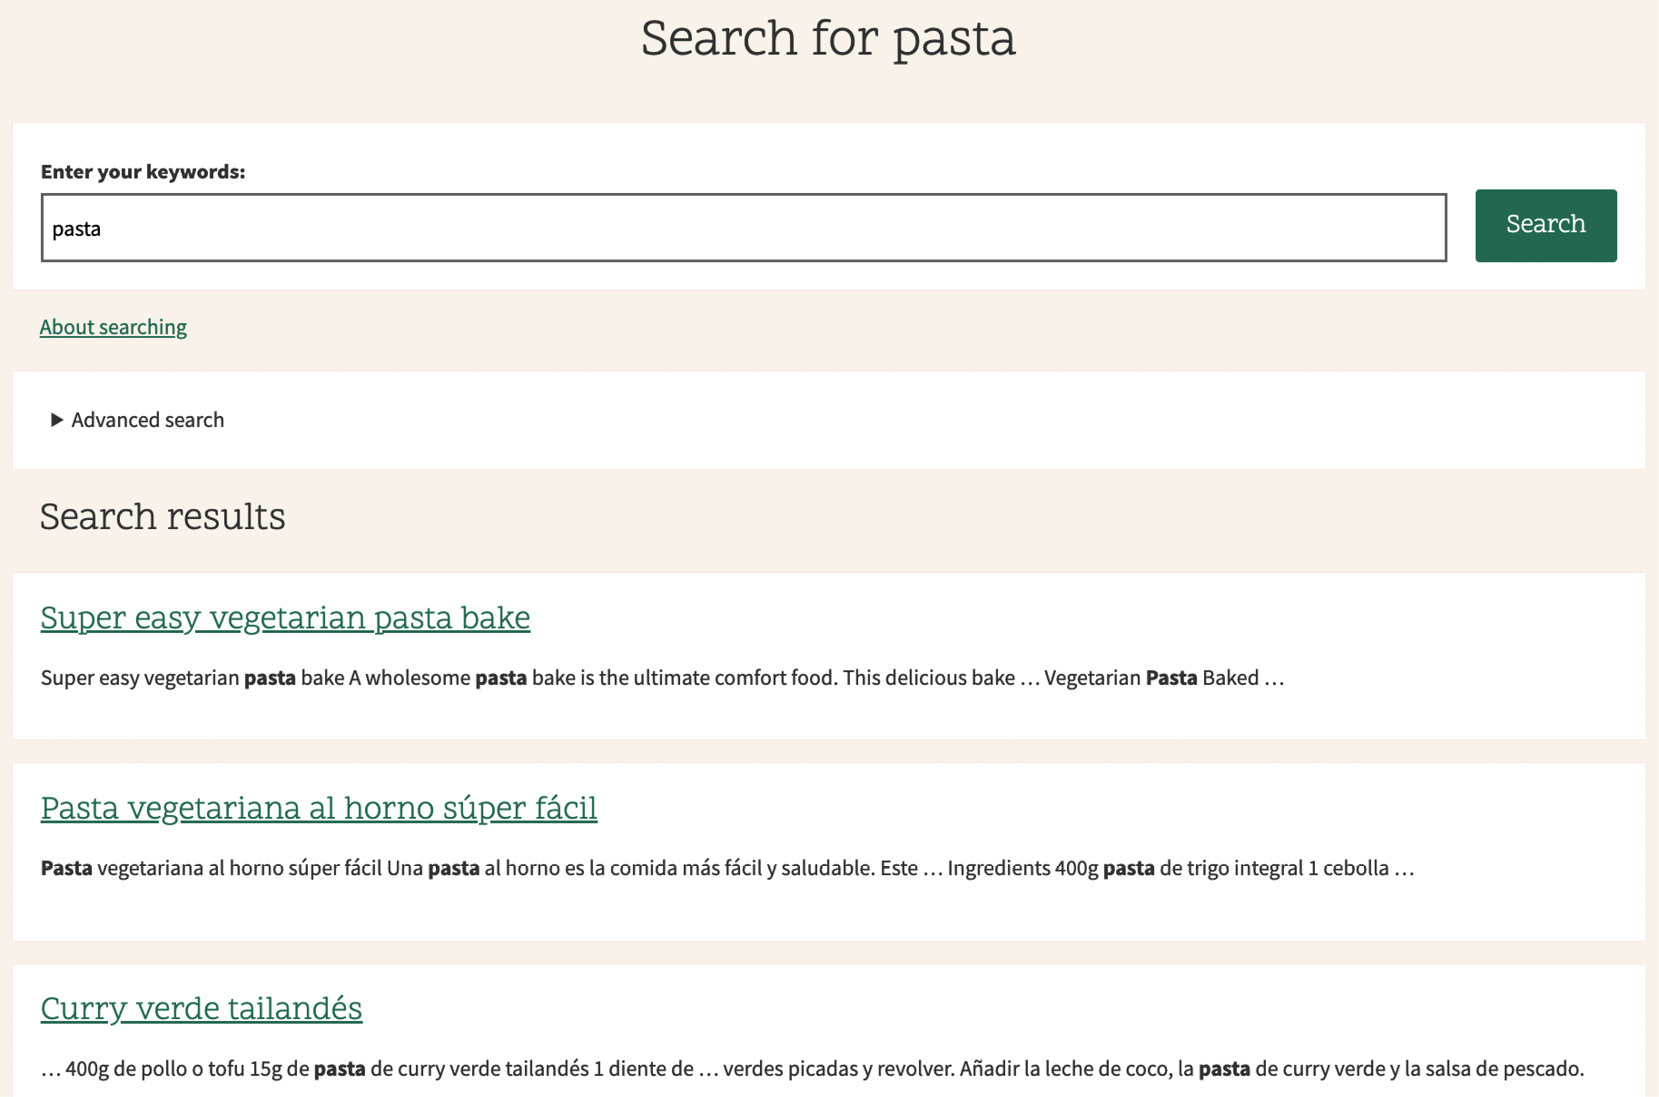 Search for pasta
Enter your keywords:
pasta
Search
About searching
Advanced search
Search results
Super easy vegetarian pasta bake
Super easy vegetarian pasta bake A wholesome pasta bake is the ultimate comfort food. This delicious bake … Vegetarian Pasta Baked …
Pasta vegetariana al horno súper fácil
Pasta vegetariana al horno súper fácil Una pasta al horno es la comida más fácil y saludable. Este … Ingredients 400g pasta de trigo integral 1 cebolla …
Curry verde tailandés
… 400g de pollo o tofu 15g de pasta de curry verde tailandés 1 diente de … verdes picadas y revolver. Añadir la leche de coco, la pasta de curry verde y la salsa de pescado.